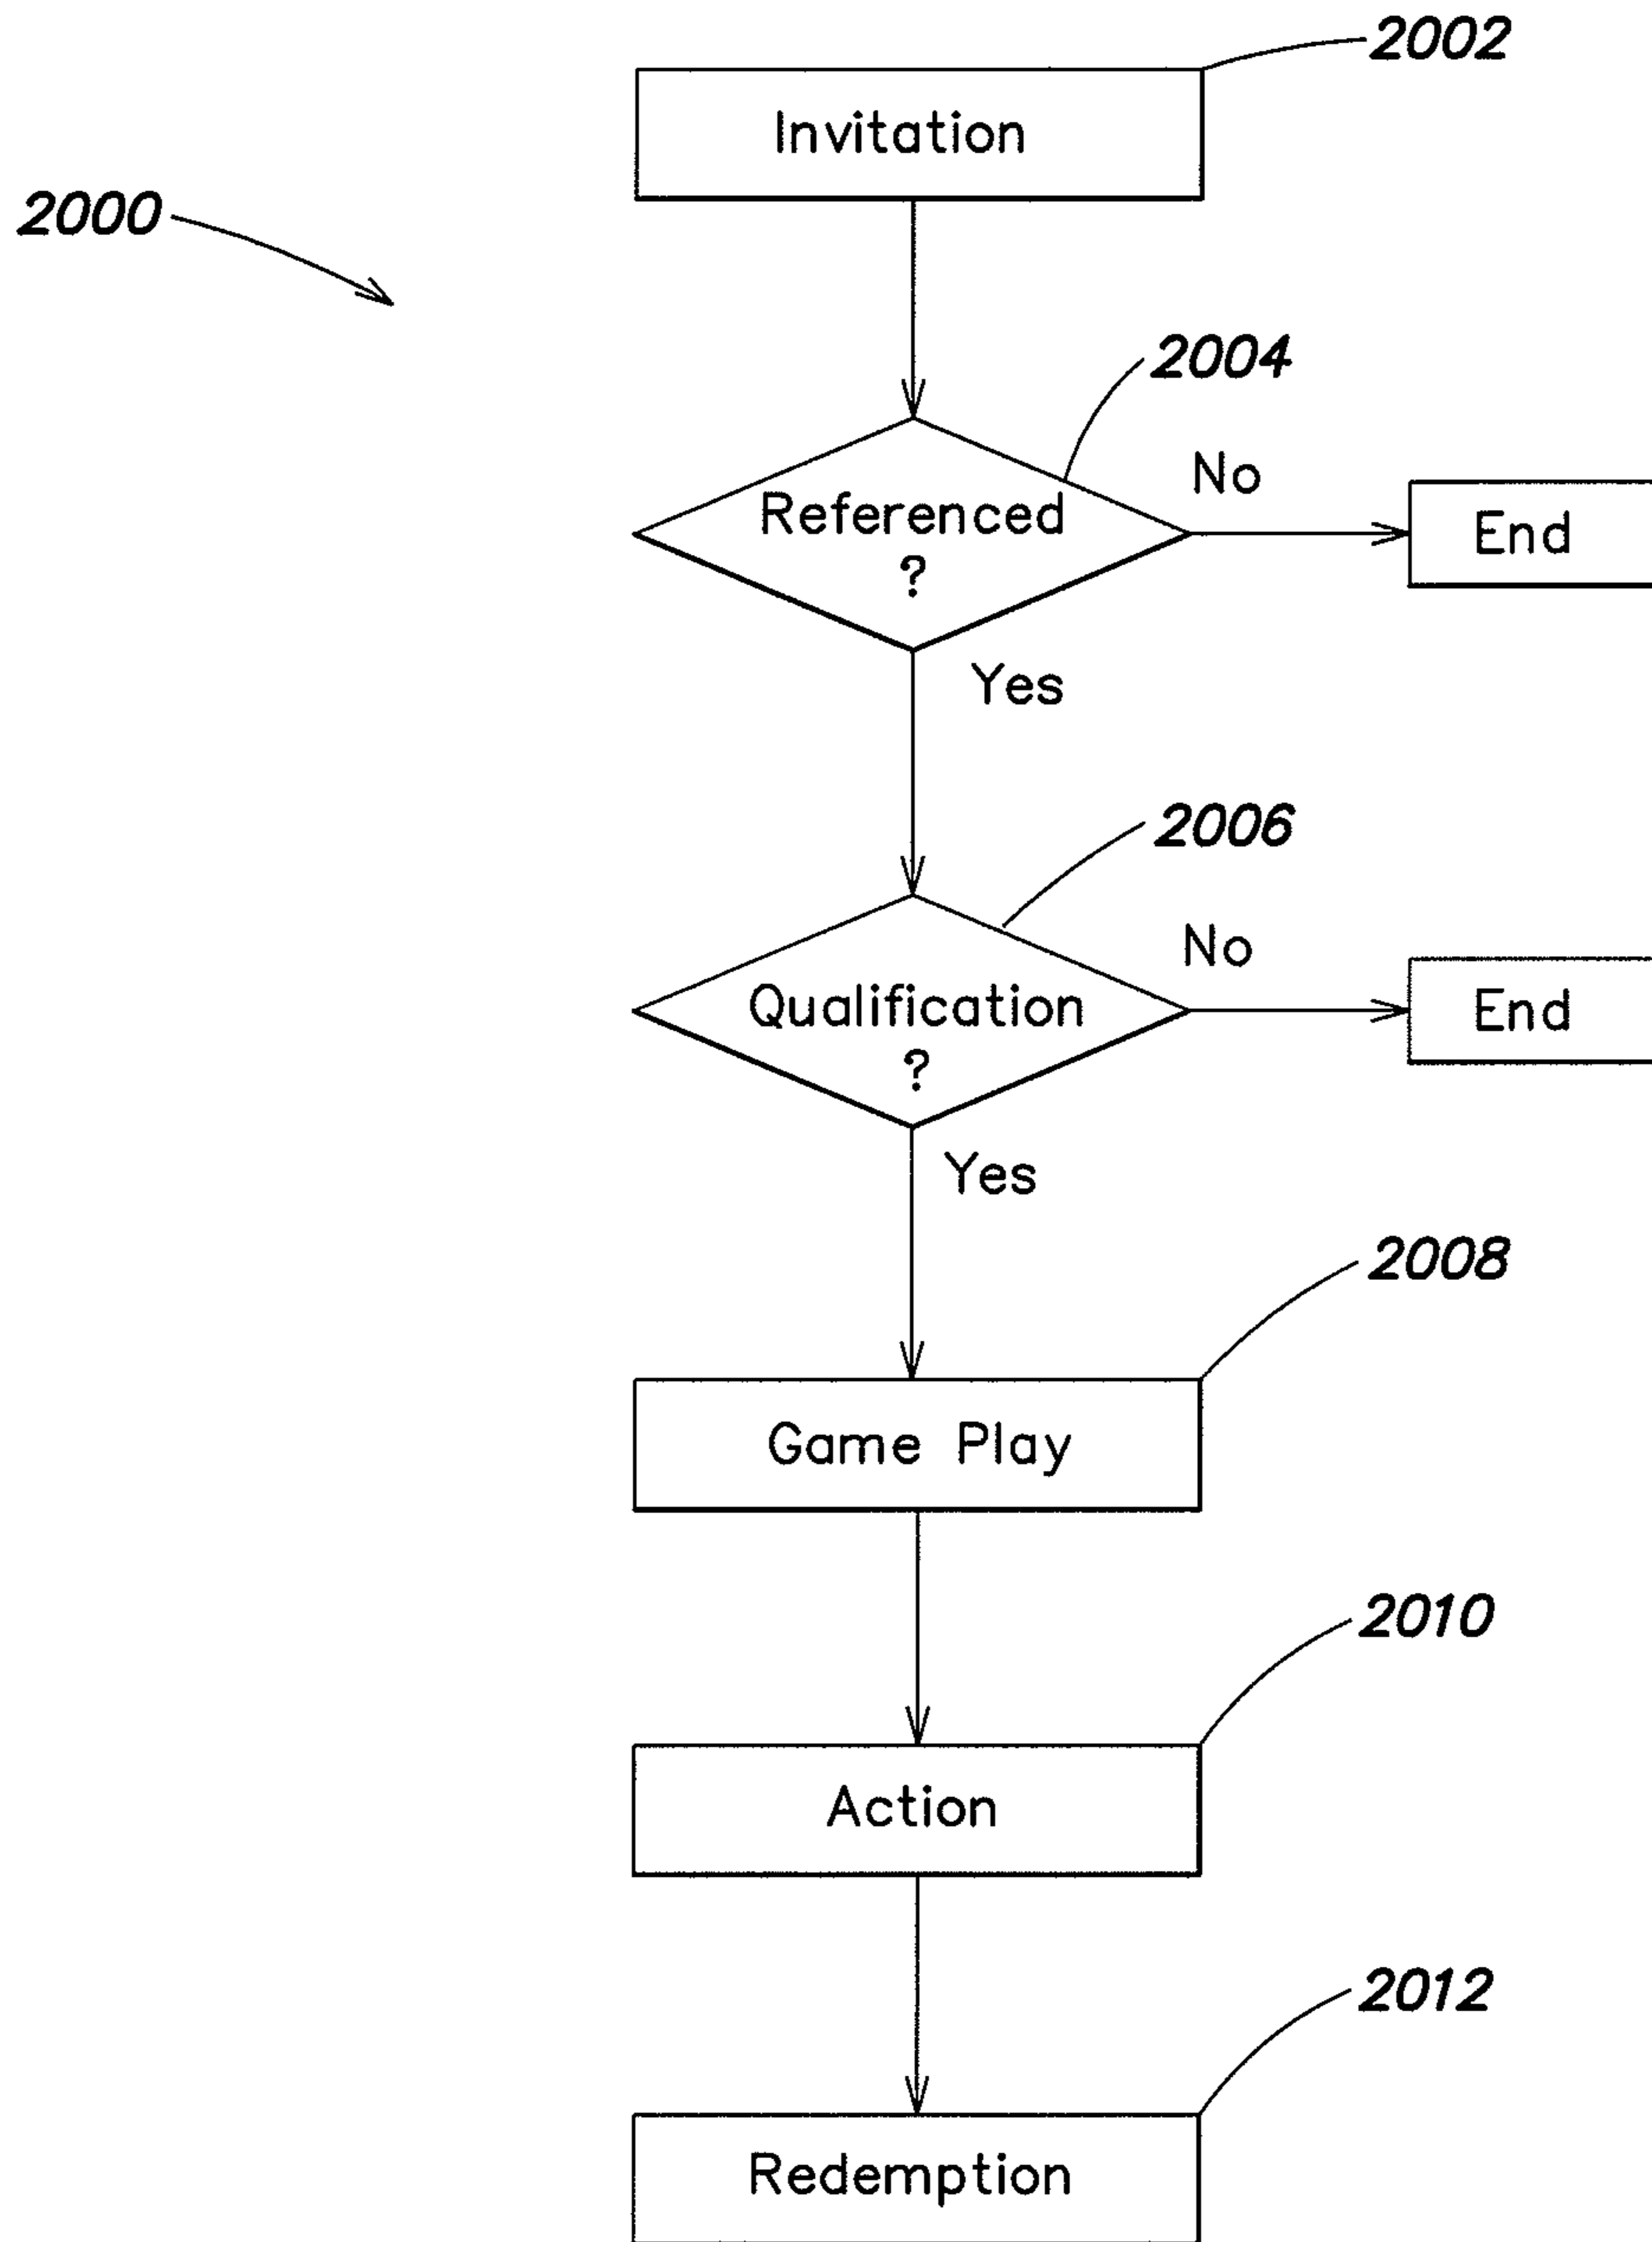 2002
Invitation
2000
2004
No
Referenced
?
End
Yes
2006
No
Qualification
?
End
Yes
2008
Game Play
2010
Action
2012
Redemption